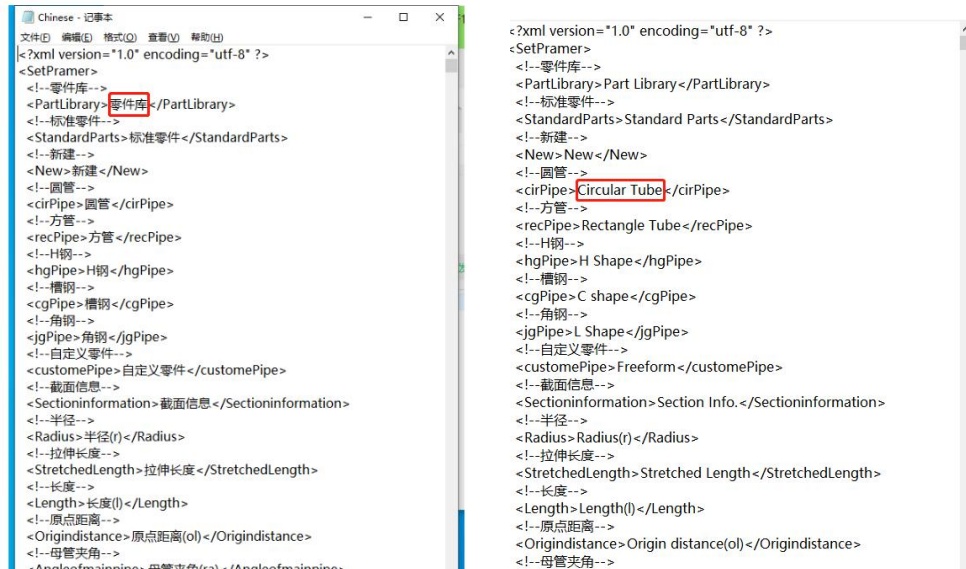 Chinese - 记事本
文件(F) 编辑(E) 格式(O) 查看(V) 帮助(H)
<?xml version="1.0" encoding="utf-8" ?>
<SetPramer>
<!--零件库-->
<PartLibrary>零件库</PartLibrary>
<!--标准零件-->
<StandardParts>标准零件</StandardParts>
<!--新建-->
<New>新建</New>
<!--圆管-->
<cirPipe>圆管</cirPipe>
<!--方管-->
<recPipe>方管</recPipe>
<!--H钢-->
<hgPipe>H钢</hgPipe>
<!--槽钢-->
<cgPipe>槽钢</cgPipe>
<!--角钢-->
<jgPipe>角钢</jgPipe>
<!--自定义零件-->
<customePipe>自定义零件</customePipe>
<!--截面信息-->
<Sectioninformation>截面信息</Sectioninformation>
<!--半径-->
<Radius>半径(r)</Radius>
<!--拉伸长度-->
<StretchedLength>拉伸长度</StretchedLength>
<!--长度-->
<Length>长度(l)</Length>
<!--原点距离-->
<Origindistance>原点距离(ol)</Origindistance>
<!--母管夹角-->
<Angleofmainpipe>母管夹角(ra)</Angleofmainpipe>
<?xml version="1.0" encoding="utf-8" ?>
<SetPramer>
<!--零件库-->
<PartLibrary>Part Library</PartLibrary>
<!--标准零件-->
<StandardParts>Standard Parts</StandardParts>
<!--新建-->
<New>New</New>
<!--圆管-->
<cirPipe>Circular Tube</cirPipe>
<!--方管-->
<recPipe>Rectangle Tube</recPipe>
<!--H钢-->
<hgPipe>H Shape</hgPipe>
<!--槽钢-->
<cgPipe>C shape</cgPipe>
<!--角钢-->
<jgPipe>L Shape</jgPipe>
<!--自定义零件-->
<customePipe>Freeform</customePipe>
<!--截面信息-->
<Sectioninformation>Section Info.</Sectioninformation>
<!--半径-->
<Radius>Radius(r)</Radius>
<!--拉伸长度-->
<StretchedLength>Stretched Length</StretchedLength>
<!--长度-->
<Length>Length(l)</Length>
<!--原点距离-->
<Origindistance>Origin distance(ol)</Origindistance>
<!--母管夹角-->